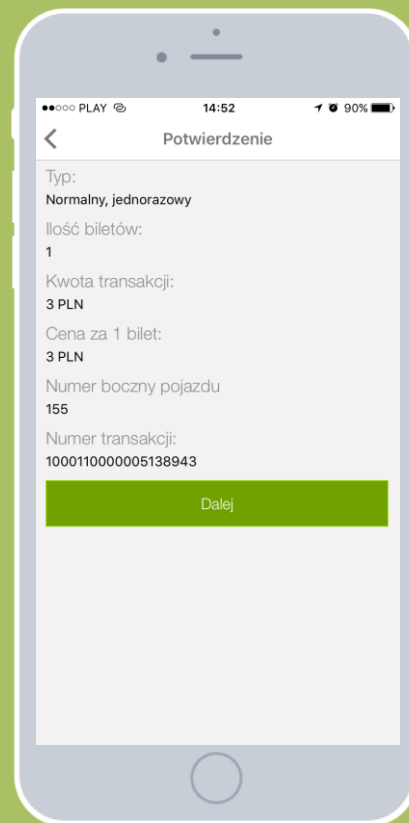 PLAY 14:52 90%
Potwierdzenie
Typ:
Normalny, jednorazowy
Ilość biletów:
1
Kwota transakcji:
3 PLN
Cena za 1 bilet:
3 PLN
Numer boczny pojazdu
155
Numer transakcji:
1000110000005138943
Dalej